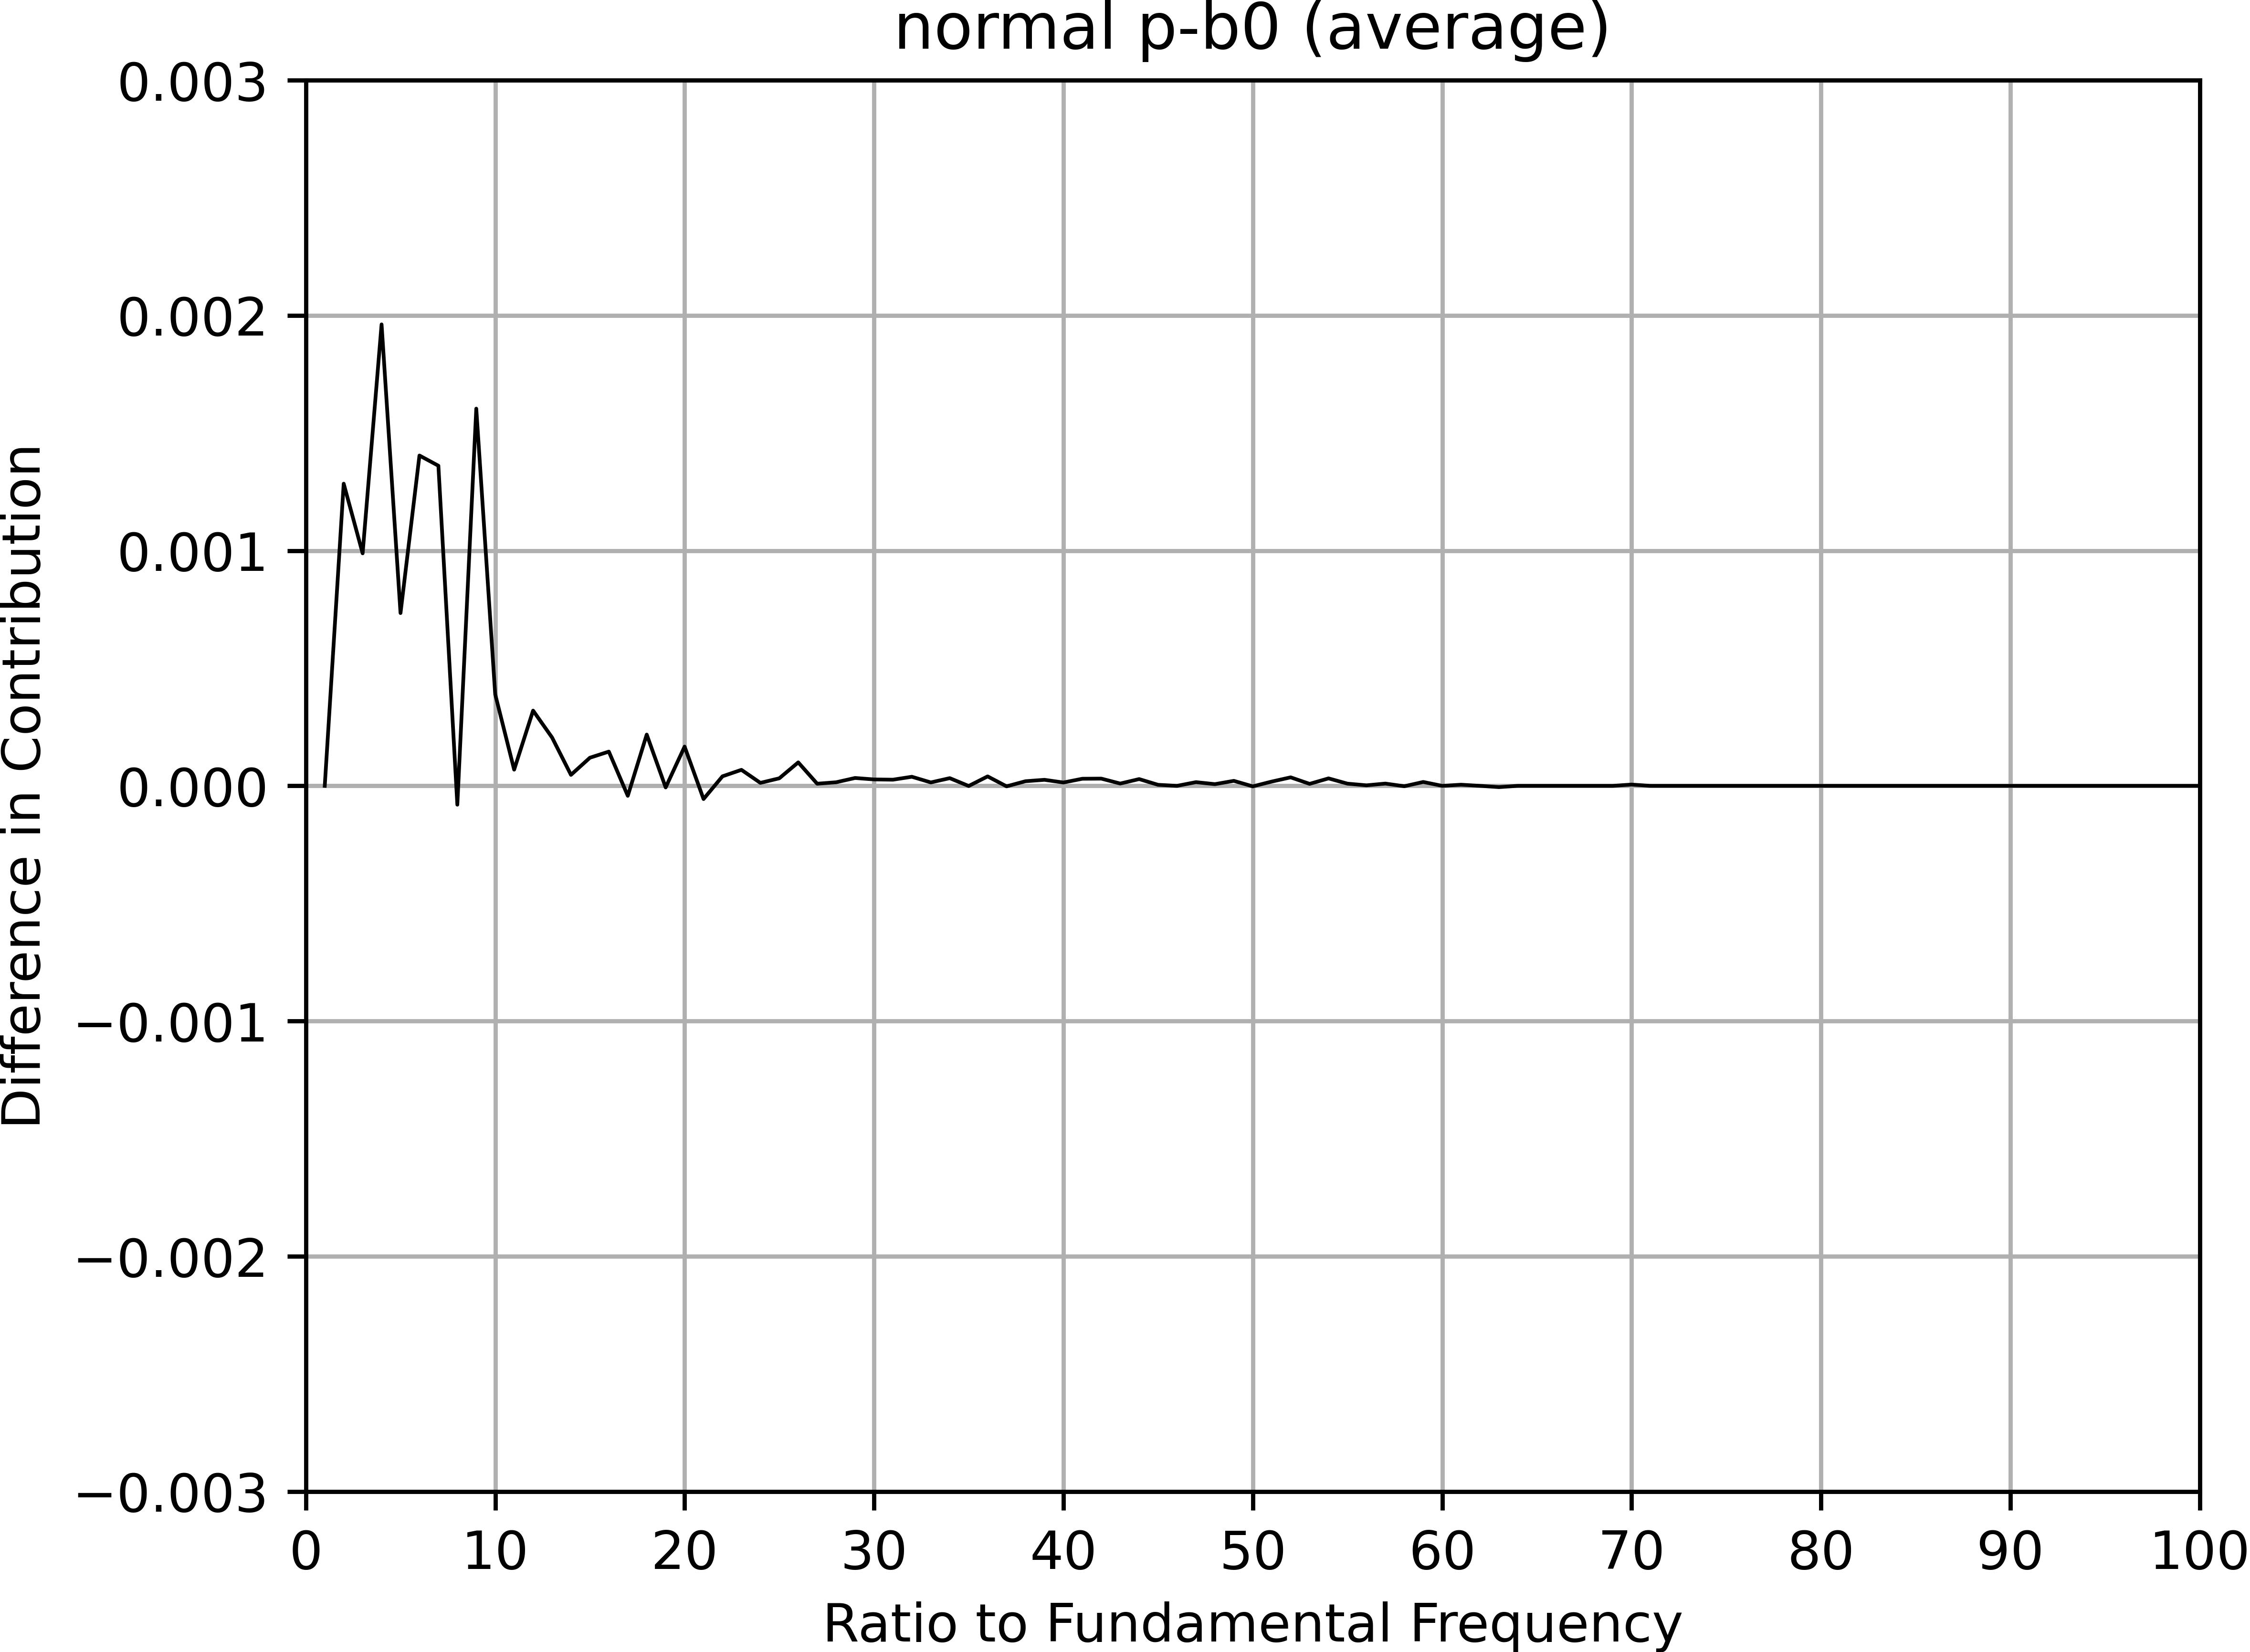 normal p-b0 (average)
0.003
0.002
0.001
0.000
−0.001
−0.002
−0.003
Difference in Contribution
0 10 20 30 40 50 60 70 80 90 100
Ratio to Fundamental Frequency